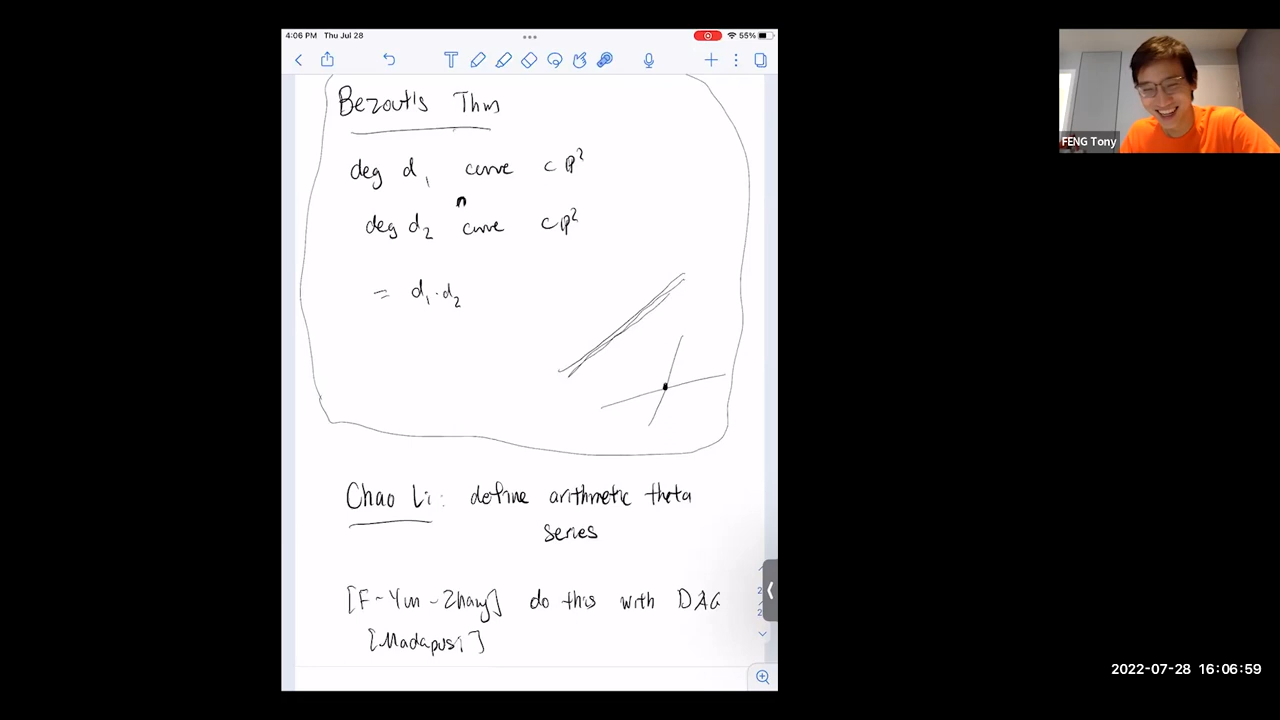 4:06 PM Thu Jul 28
55%
Bezout's Thm
deg d₁ curve ⊂ P²
∩
deg d₂ curve ⊂ P²
= d₁·d₂
Chao Li: define arithmetic theta
series
[F-Yun-Zhang] do this with DAG
[Madapusi]
FENG Tony
2022-07-28 16:06:59